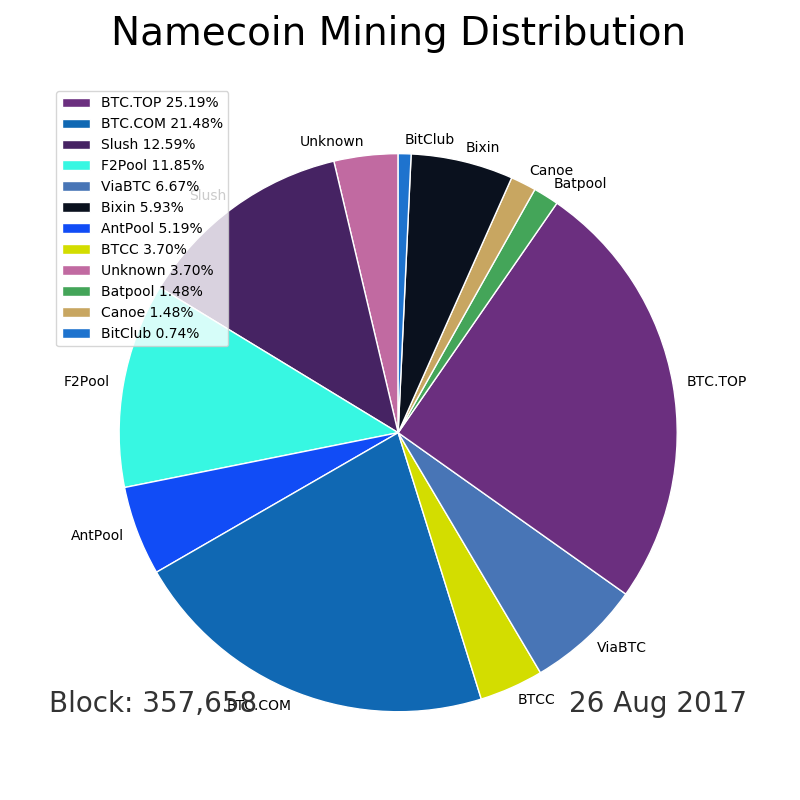 Namecoin Mining Distribution
BTC.TOP 25.19%
BTC.COM 21.48%
Slush 12.59%
F2Pool 11.85%
ViaBTC 6.67%
Bixin 5.93%
AntPool 5.19%
BTCC 3.70%
Unknown 3.70%
Batpool 1.48%
Canoe 1.48%
BitClub 0.74%
Unknown
BitClub
Bixin
Canoe
Batpool
Slush
F2Pool
BTC.TOP
AntPool
ViaBTC
BTCC
BTC.COM
Block: 357,658
26 Aug 2017